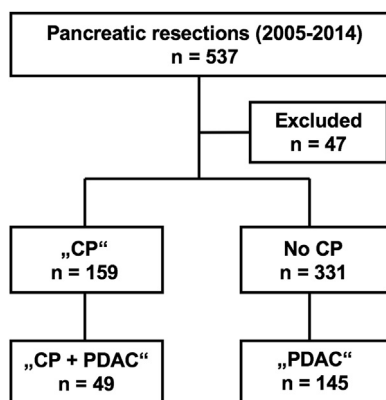 Pancreatic resections (2005-2014)
n = 537
Excluded
n = 47
„CP“
n = 159
No CP
n = 331
„CP + PDAC“
n = 49
„PDAC“
n = 145